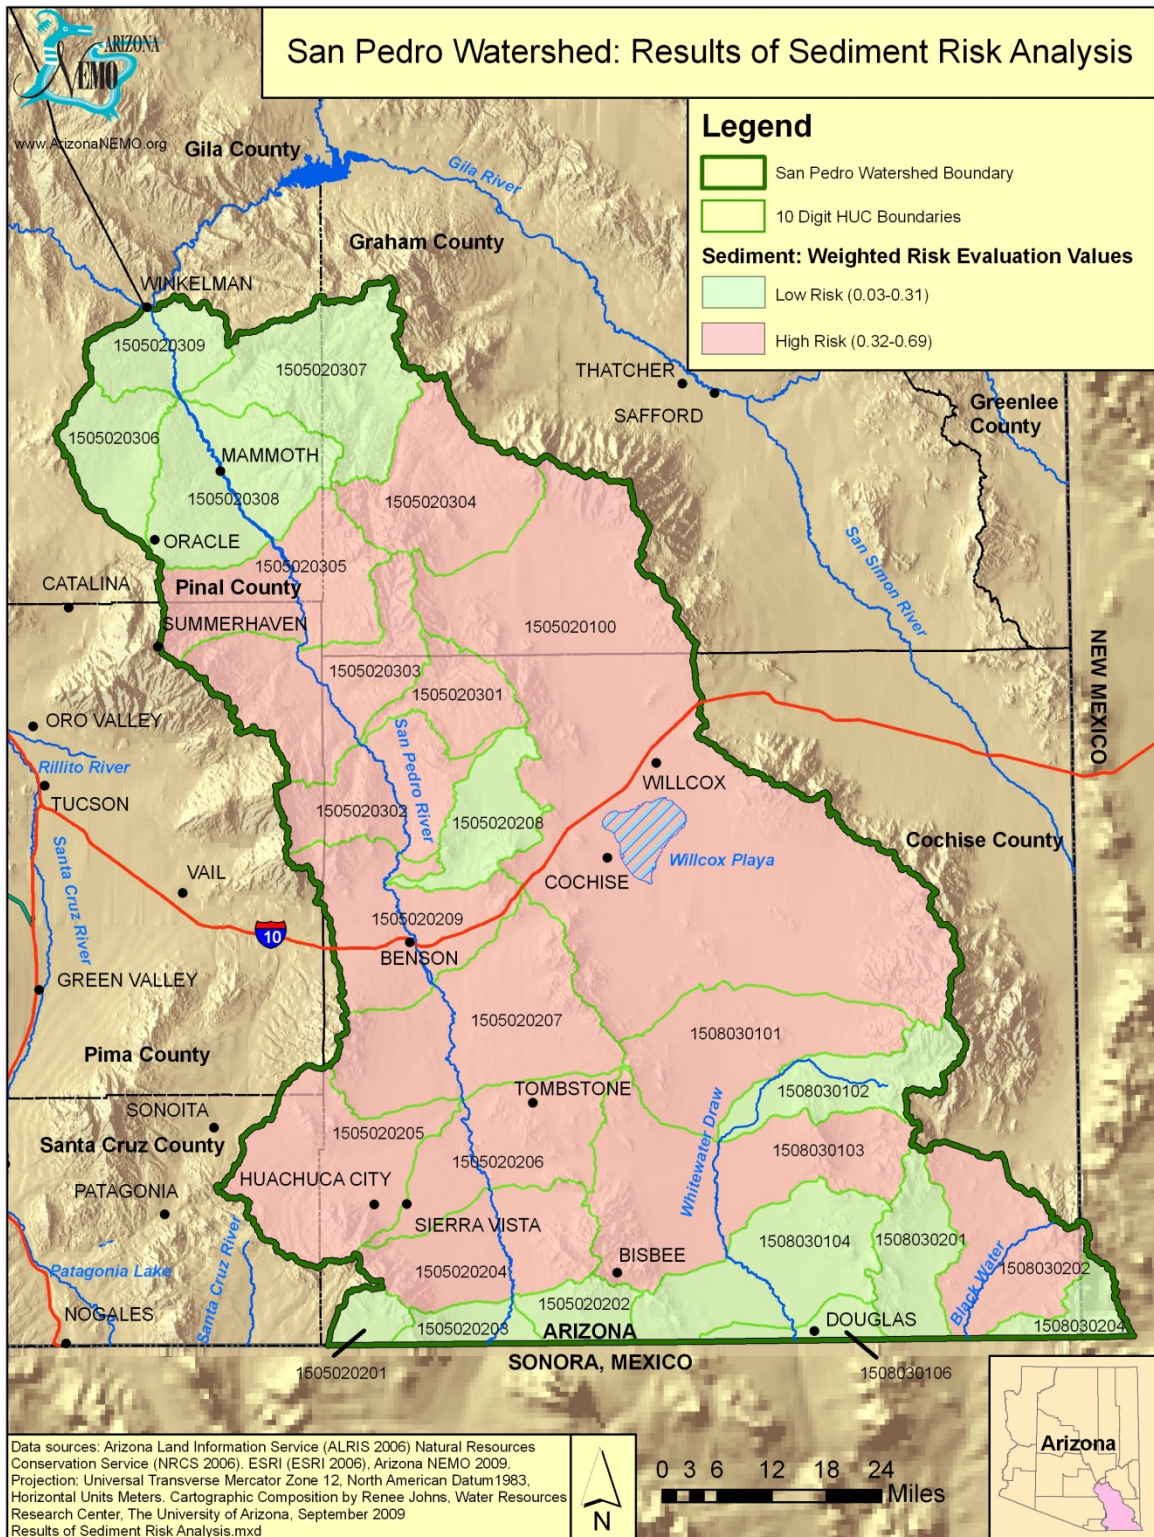 ARIZONA
NEMO
www.ArizonaNEMO.org
San Pedro Watershed: Results of Sediment Risk Analysis
Legend
San Pedro Watershed Boundary
10 Digit HUC Boundaries
Sediment: Weighted Risk Evaluation Values
Low Risk (0.03-0.31)
High Risk (0.32-0.69)
Gila County
Gila River
Graham County
WINKELMAN
1505020309
1505020307
THATCHER
SAFFORD
Greenlee
County
1505020306
MAMMOTH
1505020308
1505020304
ORACLE
1505020305
San Simon River
CATALINA
Pinal County
SUMMERHAVEN
1505020100
1505020303
1505020301
NEW MEXICO
ORO VALLEY
Rillito River
TUCSON
San Pedro River
WILLCOX
1505020302
1505020208
Cochise County
Santa Cruz River
VAIL
COCHISE
Willcox Playa
10
1505020209
BENSON
GREEN VALLEY
1505020207
1508030101
Pima County
TOMBSTONE
1508030102
SONOITA
Santa Cruz County
1505020205
1505020206
1508030103
Whitewater Draw
PATAGONIA
HUACHUCA CITY
SIERRA VISTA
1508030104
1508030201
Santa Cruz River
Patagonia Lake
1505020204
BISBEE
Black Water
1508030202
NOGALES
1505020202
1505020203
ARIZONA
DOUGLAS
1508030204
SONORA, MEXICO
1505020201
1508030106
Data sources: Arizona Land Information Service (ALRIS 2006) Natural Resources
Conservation Service (NRCS 2006). ESRI (ESRI 2006), Arizona NEMO 2009.
Projection: Universal Transverse Mercator Zone 12, North American Datum1983,
Horizontal Units Meters. Cartographic Composition by Renee Johns, Water Resources
Research Center, The University of Arizona, September 2009
Results of Sediment Risk Analysis.mxd
N
0 3 6 12 18 24
Miles
Arizona